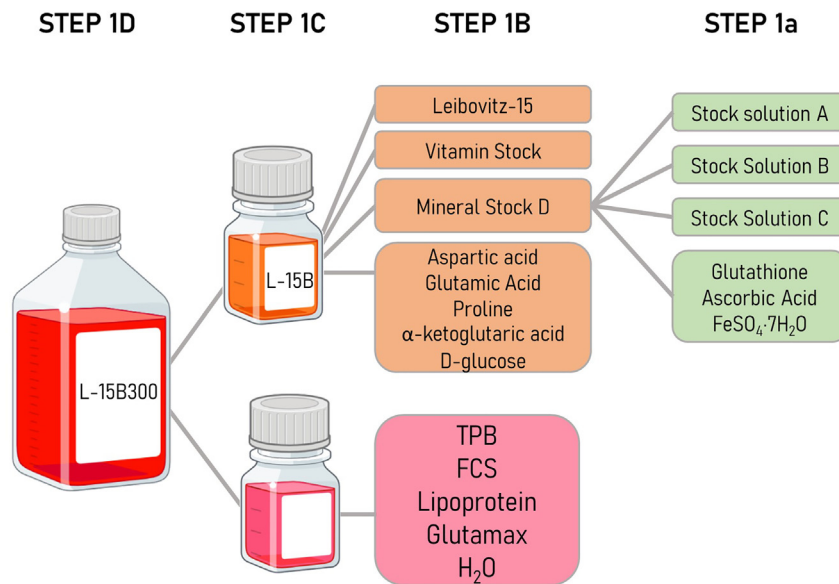 STEP 1D
STEP 1C
STEP 1B
STEP 1a
Leibovitz-15
Vitamin Stock
Mineral Stock D
Aspartic acid
Glutamic Acid
Proline
α-ketglutaric acid
D-glucose
Stock solution A
Stock Solution B
Stock Solution C
Glutathione
Ascorbic Acid
FeSO₄·7H₂O
L-15B
L-15B300
TPB
FCS
Lipoprotein
Glutamax
H₂O